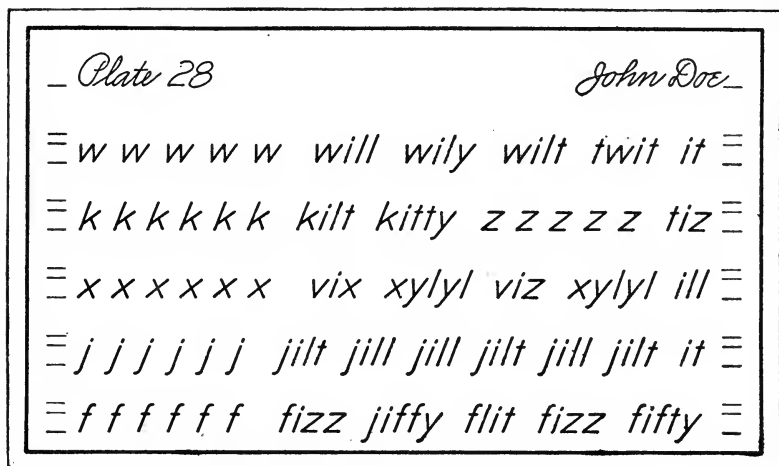 Plate 28 John Doe
w w w w w will wily wilt twit it
k k k k k k kilt kitty z z z z z tiz
x x x x x x vix xylyl viz xylyl ill
j j j j j j jilt jill jill jilt jill jilt it
f f f f f f fizz jiffy flit fizz fifty